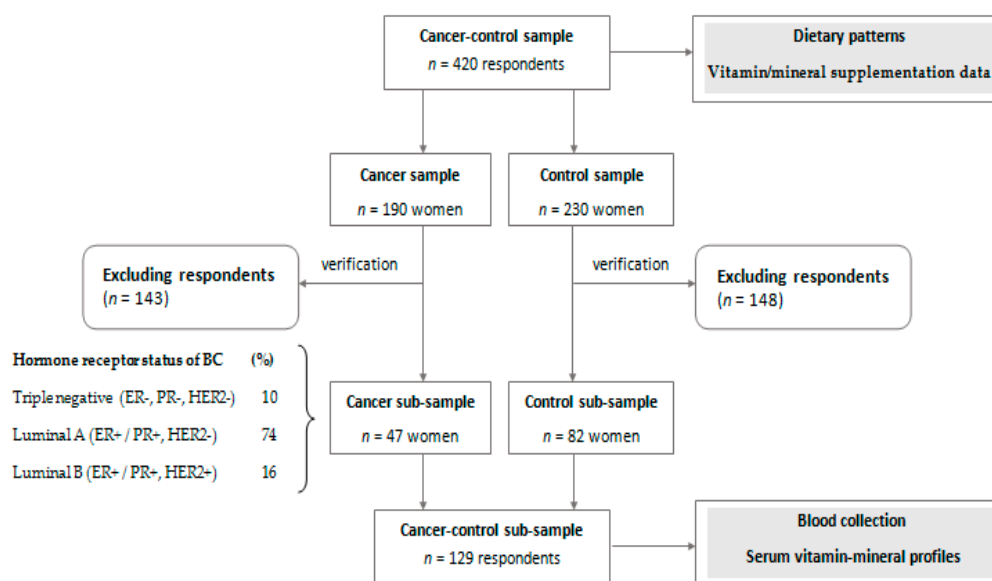 Cancer-control sample
n = 420 respondents
Dietary patterns
Vitamin/mineral supplementation data
Cancer sample
n = 190 women
Control sample
n = 230 women
verification
verification
Excluding respondents
(n = 143)
Excluding respondents
(n = 148)
Hormone receptor status of BC (%)
Triple negative (ER-, PR-, HER2-) 10
Luminal A (ER+ / PR+, HER2-) 74
Luminal B (ER+ / PR+, HER2+) 16
Cancer sub-sample
n = 47 women
Control sub-sample
n = 82 women
Cancer-control sub-sample
n = 129 respondents
Blood collection
Serum vitamin-mineral profiles